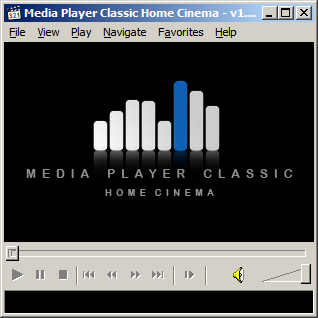 Media Player Classic Home Cinema - v1....
File View Play Navigate Favorites Help
MEDIA PLAYER CLASSIC
HOME CINEMA